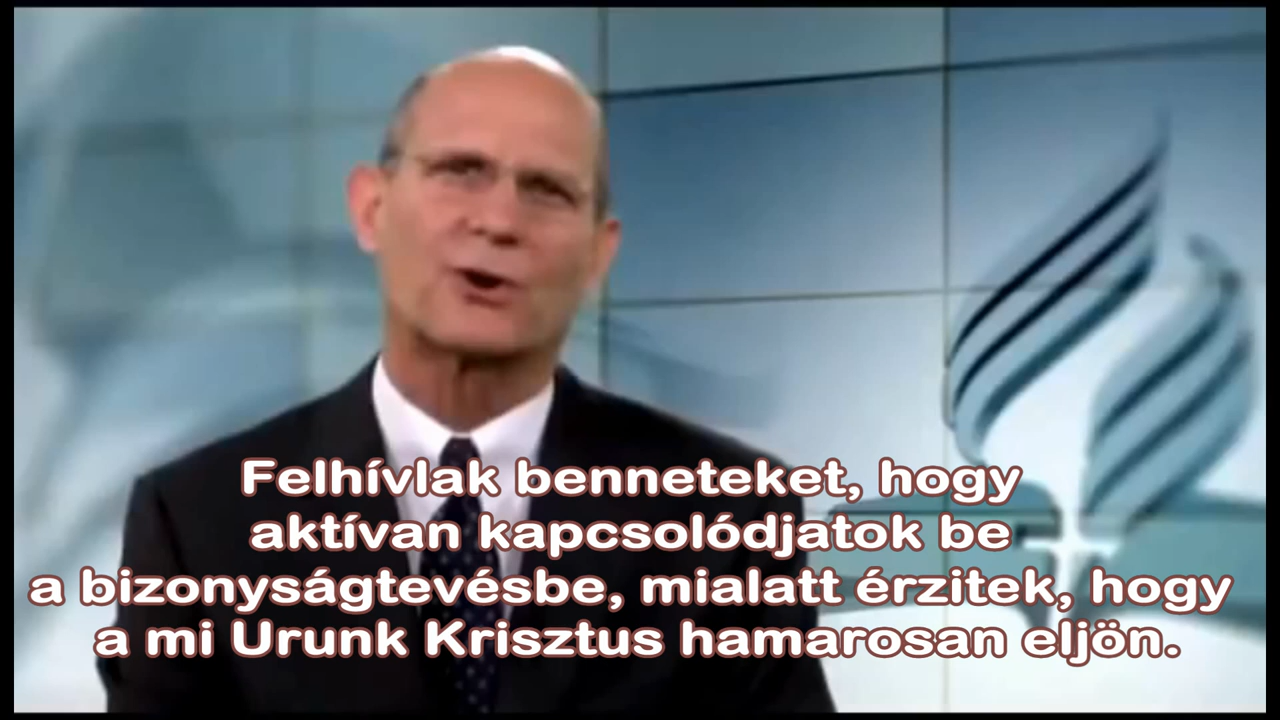 Felhívlak benneteket, hogy
aktívan kapcsolódjatok be
a bizonyságtevésbe, mialatt érzitek, hogy
a mi Urunk Krisztus hamarosan eljön.